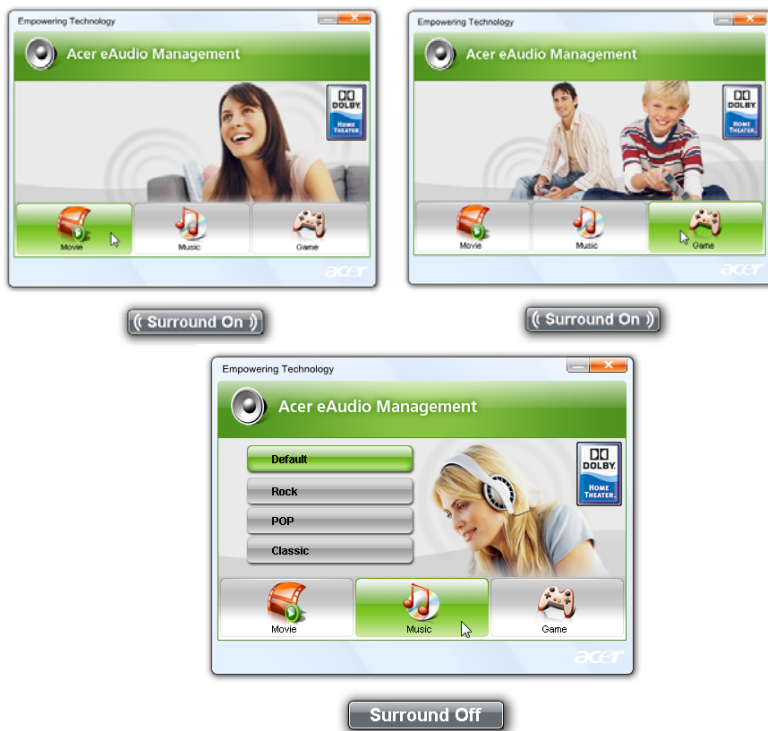 Empowering Technology
Acer eAudio Management
DOLBY
HOME THEATER
Movie
Music
Game
acer
(( Surround On ))
Empowering Technology
Acer eAudio Management
DOLBY
HOME THEATER
Movie
Music
Game
acer
(( Surround On ))
Empowering Technology
Acer eAudio Management
Default
Rock
POP
Classic
DOLBY
HOME THEATER
Movie
Music
Game
acer
Surround Off